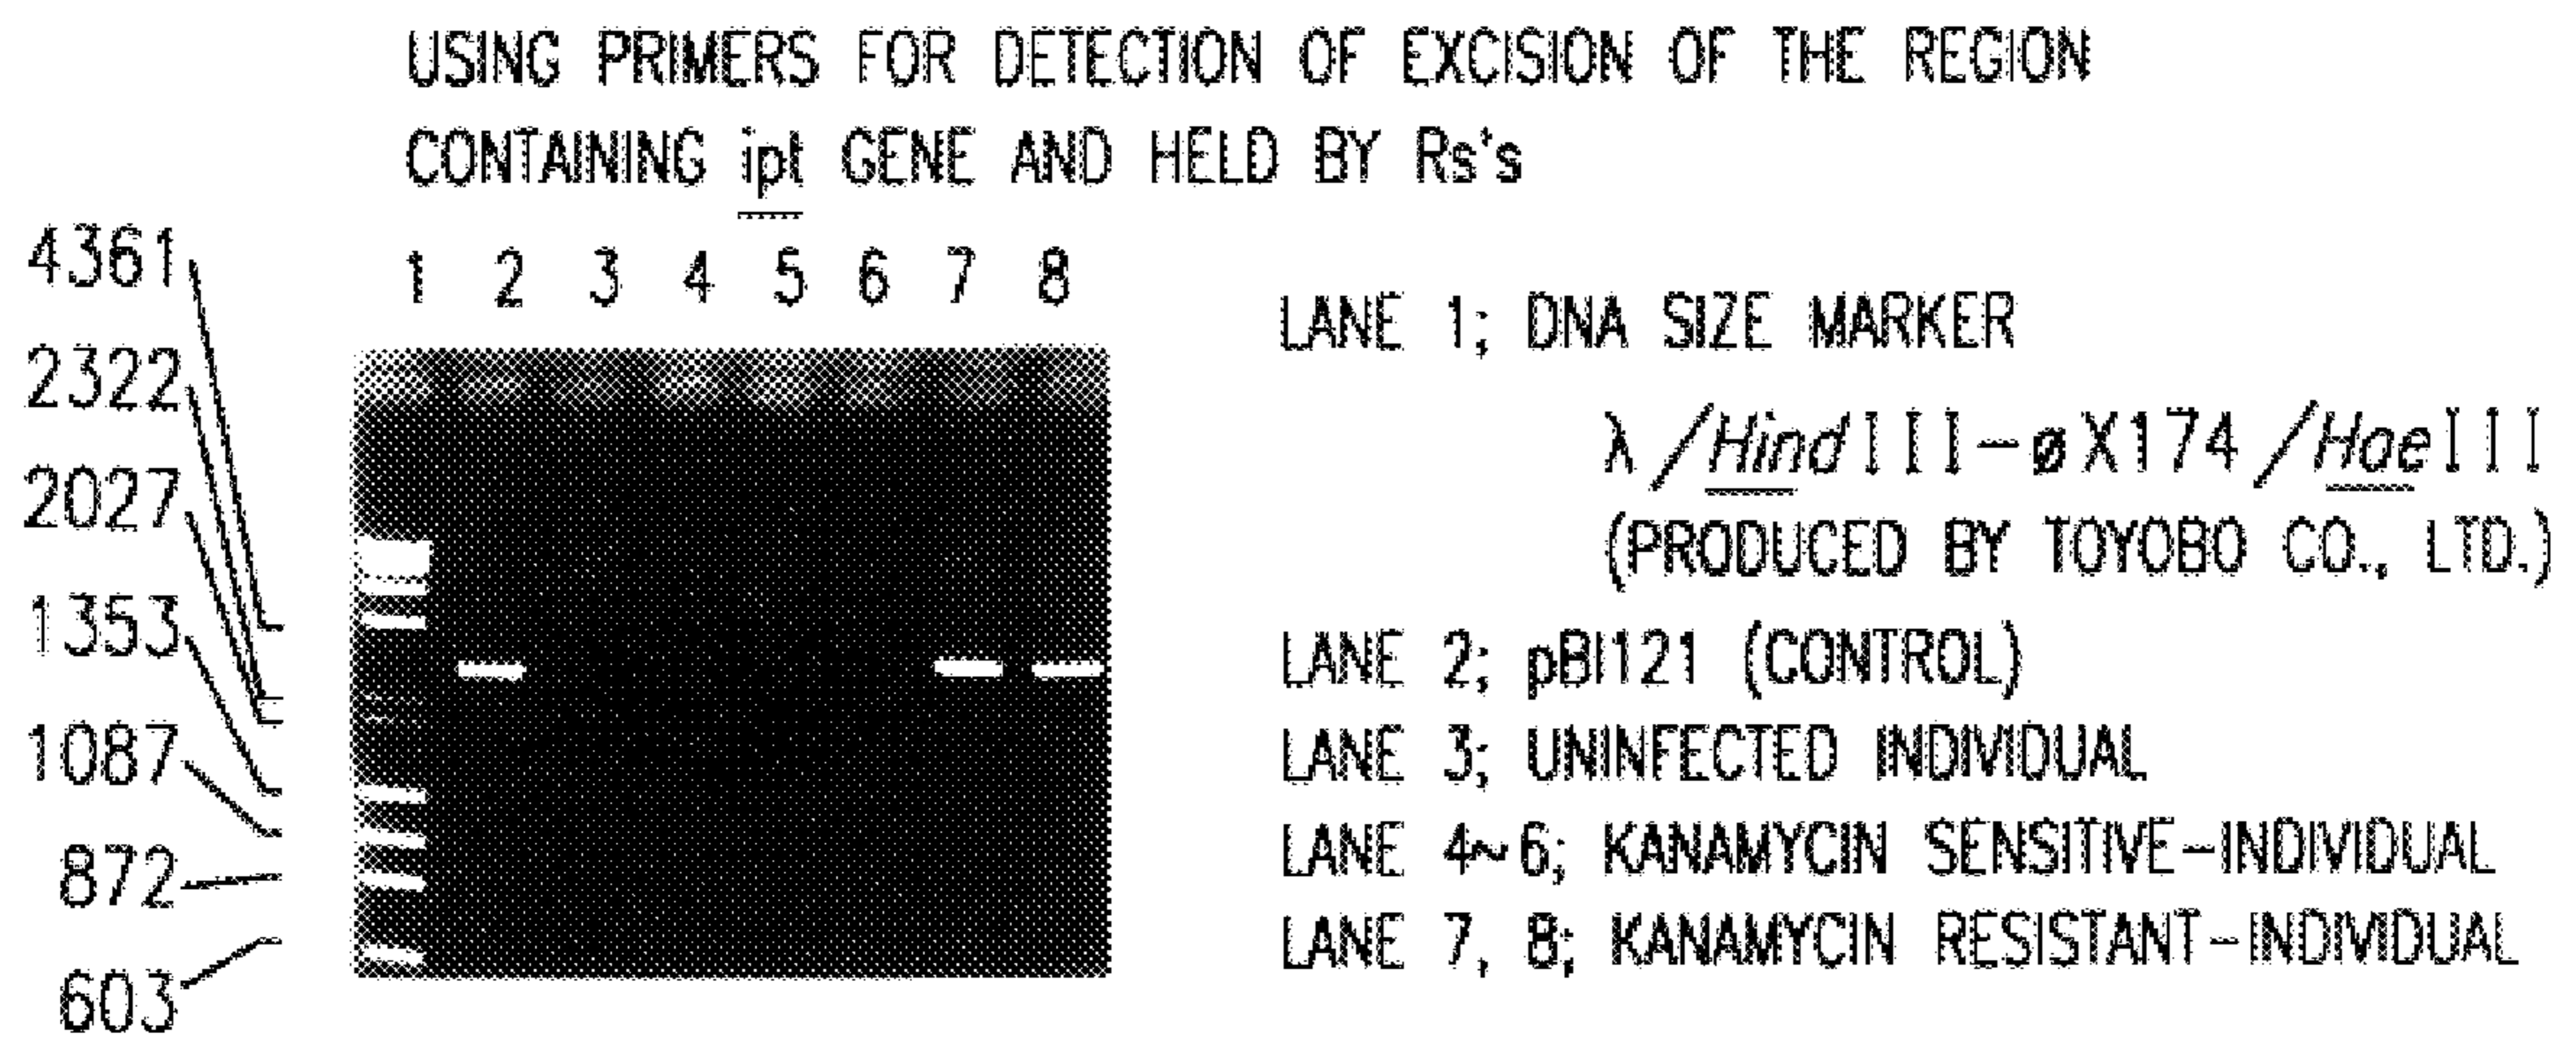 USING PRIMERS FOR DETECTION OF EXCISION OF THE REGION
CONTAINING ipt GENE AND HELD BY Rs's
4361
2322
2027
1353
1087
872
603
1 2 3 4 5 6 7 8
LANE 1; DNA SIZE MARKER
λ/HindIII-øX174/HaeIII
(PRODUCED BY TOYOBO CO., LTD.)
LANE 2; pBI121 (CONTROL)
LANE 3; UNINFECTED INDIVIDUAL
LANE 4~6; KANAMYCIN SENSITIVE-INDIVIDUAL
LANE 7, 8; KANAMYCIN RESISTANT-INDIVIDUAL